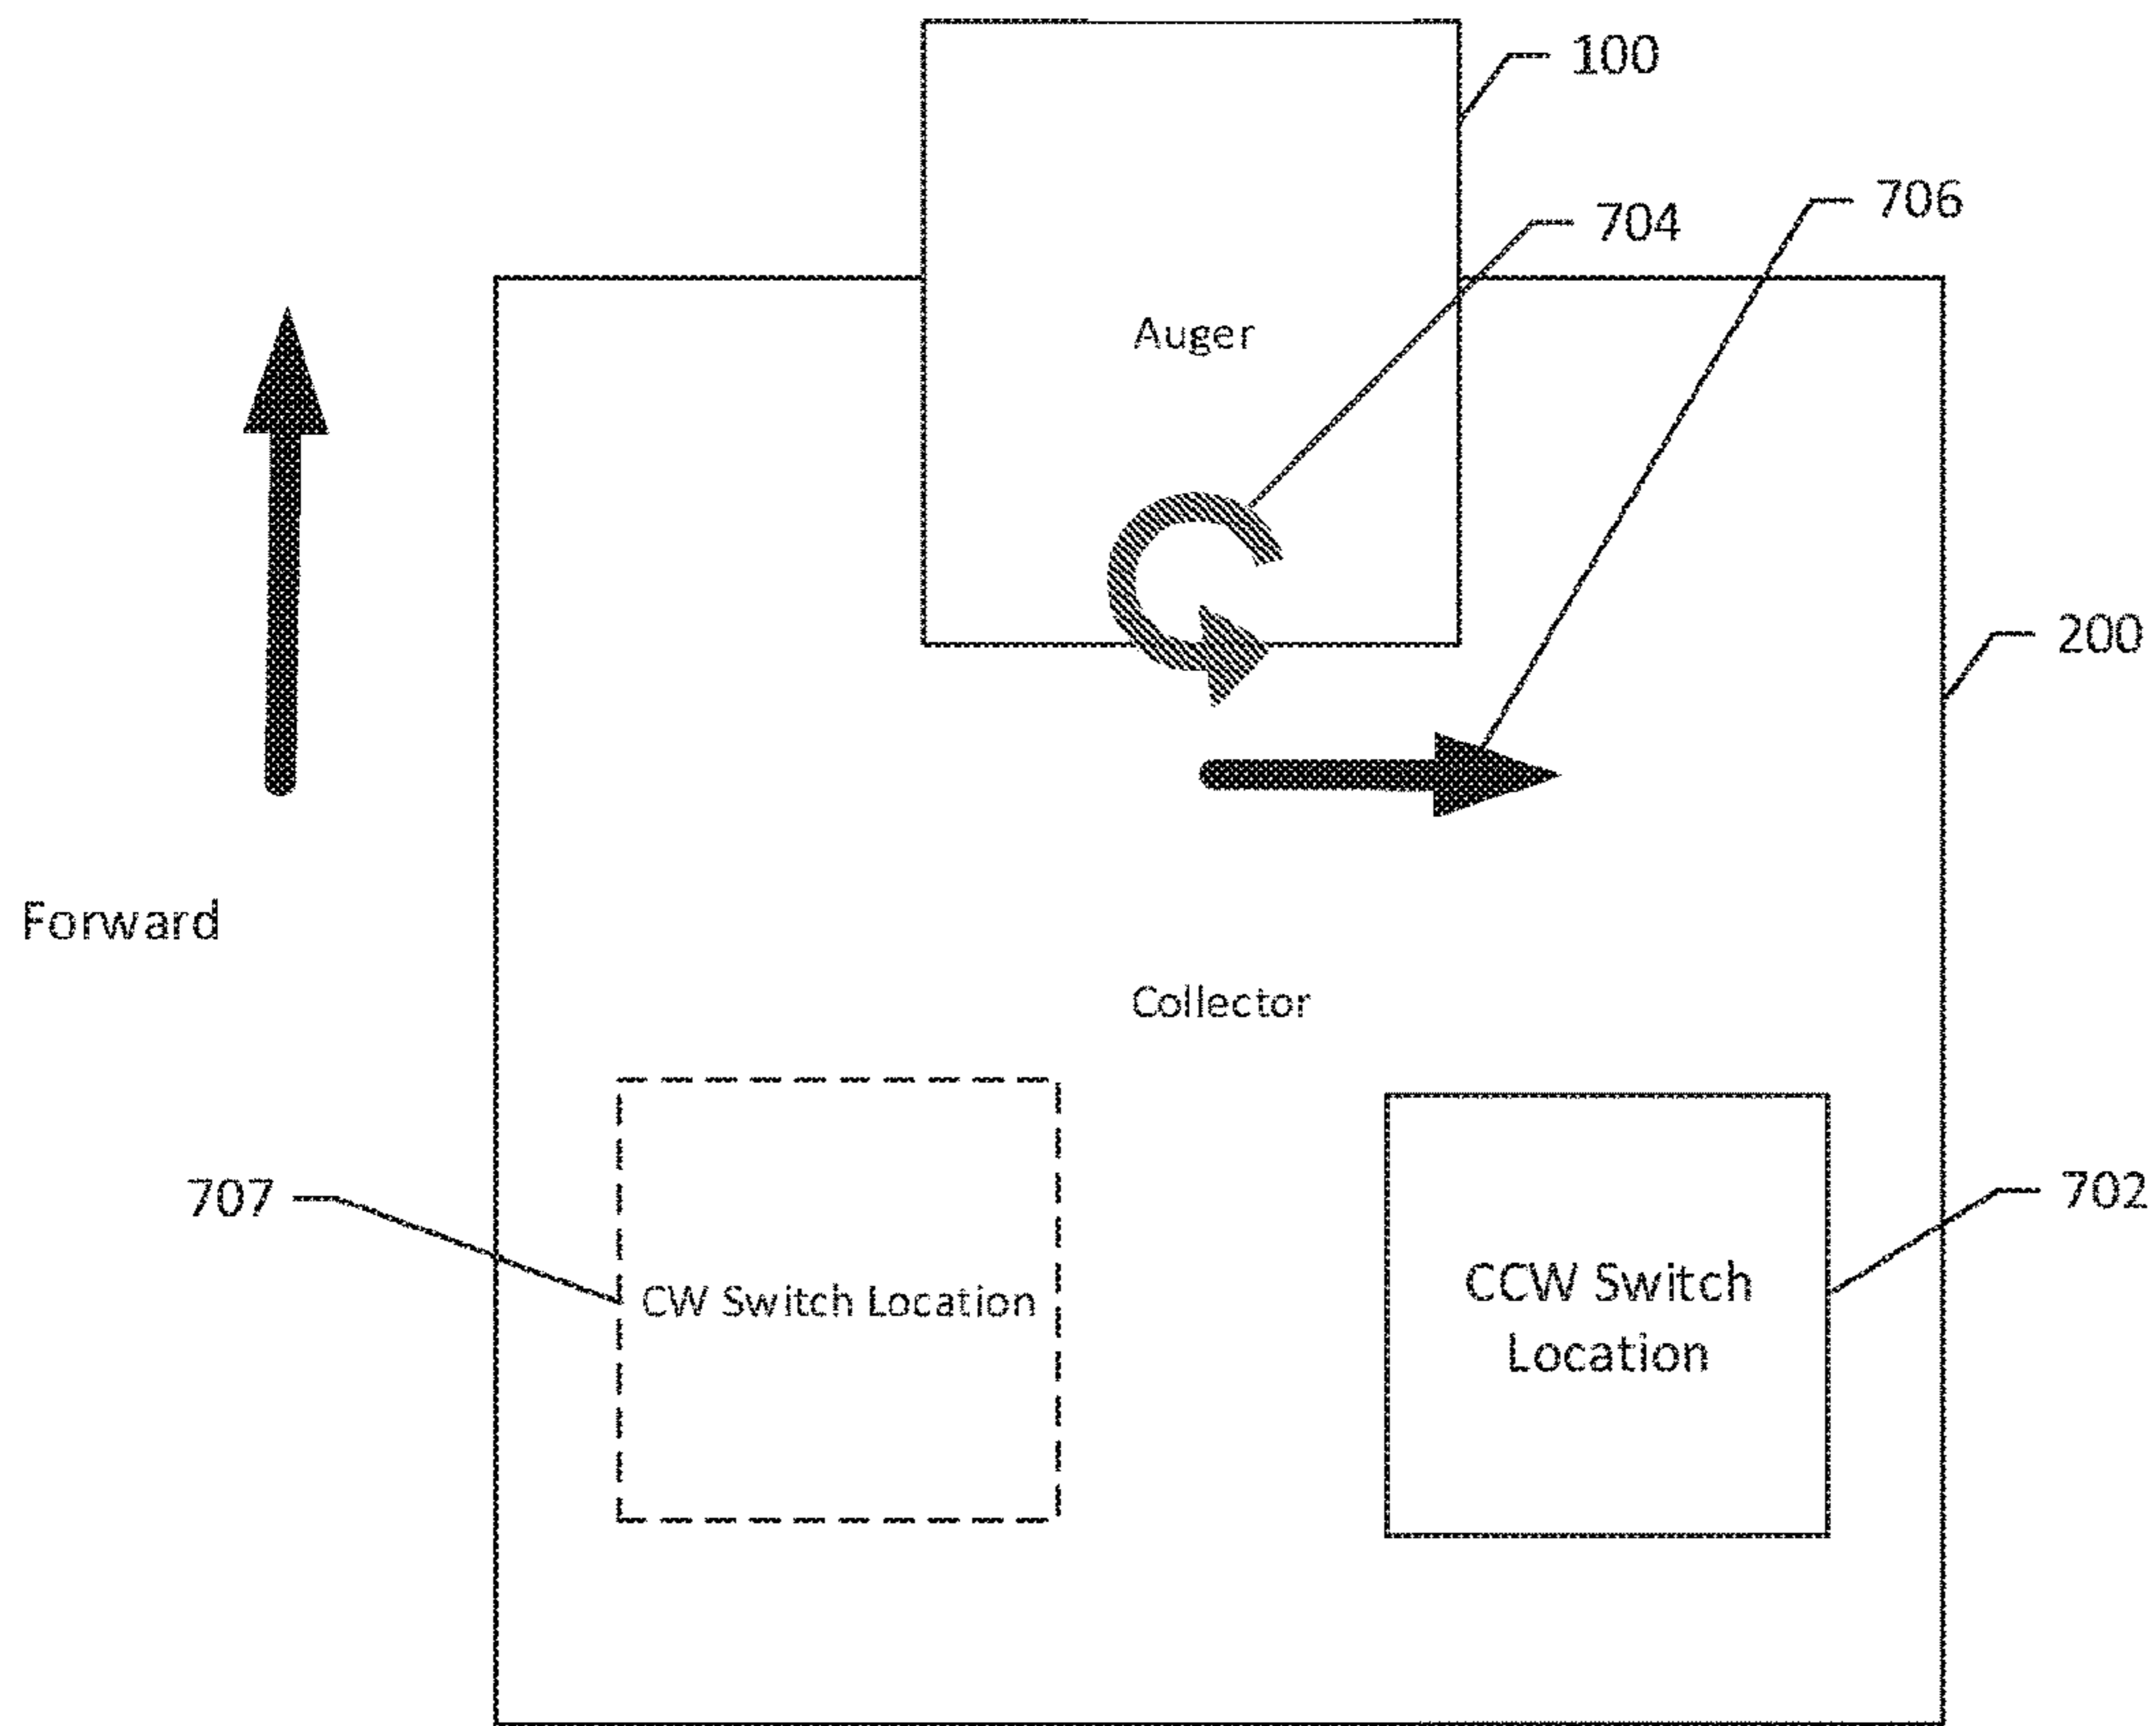 100
706
704
Auger
200
Forward
Collector
707
702
CW Switch Location
CCW Switch
Location